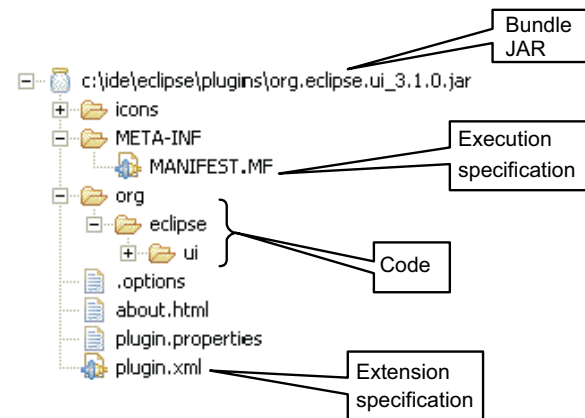 Bundle
JAR
c:\ide\eclipse\plugins\org.eclipse.ui_3.1.0.jar
icons
META-INF
MANIFEST.MF
Execution
specification
org
eclipse
ui
Code
.options
about.html
plugin.properties
plugin.xml
Extension
specification